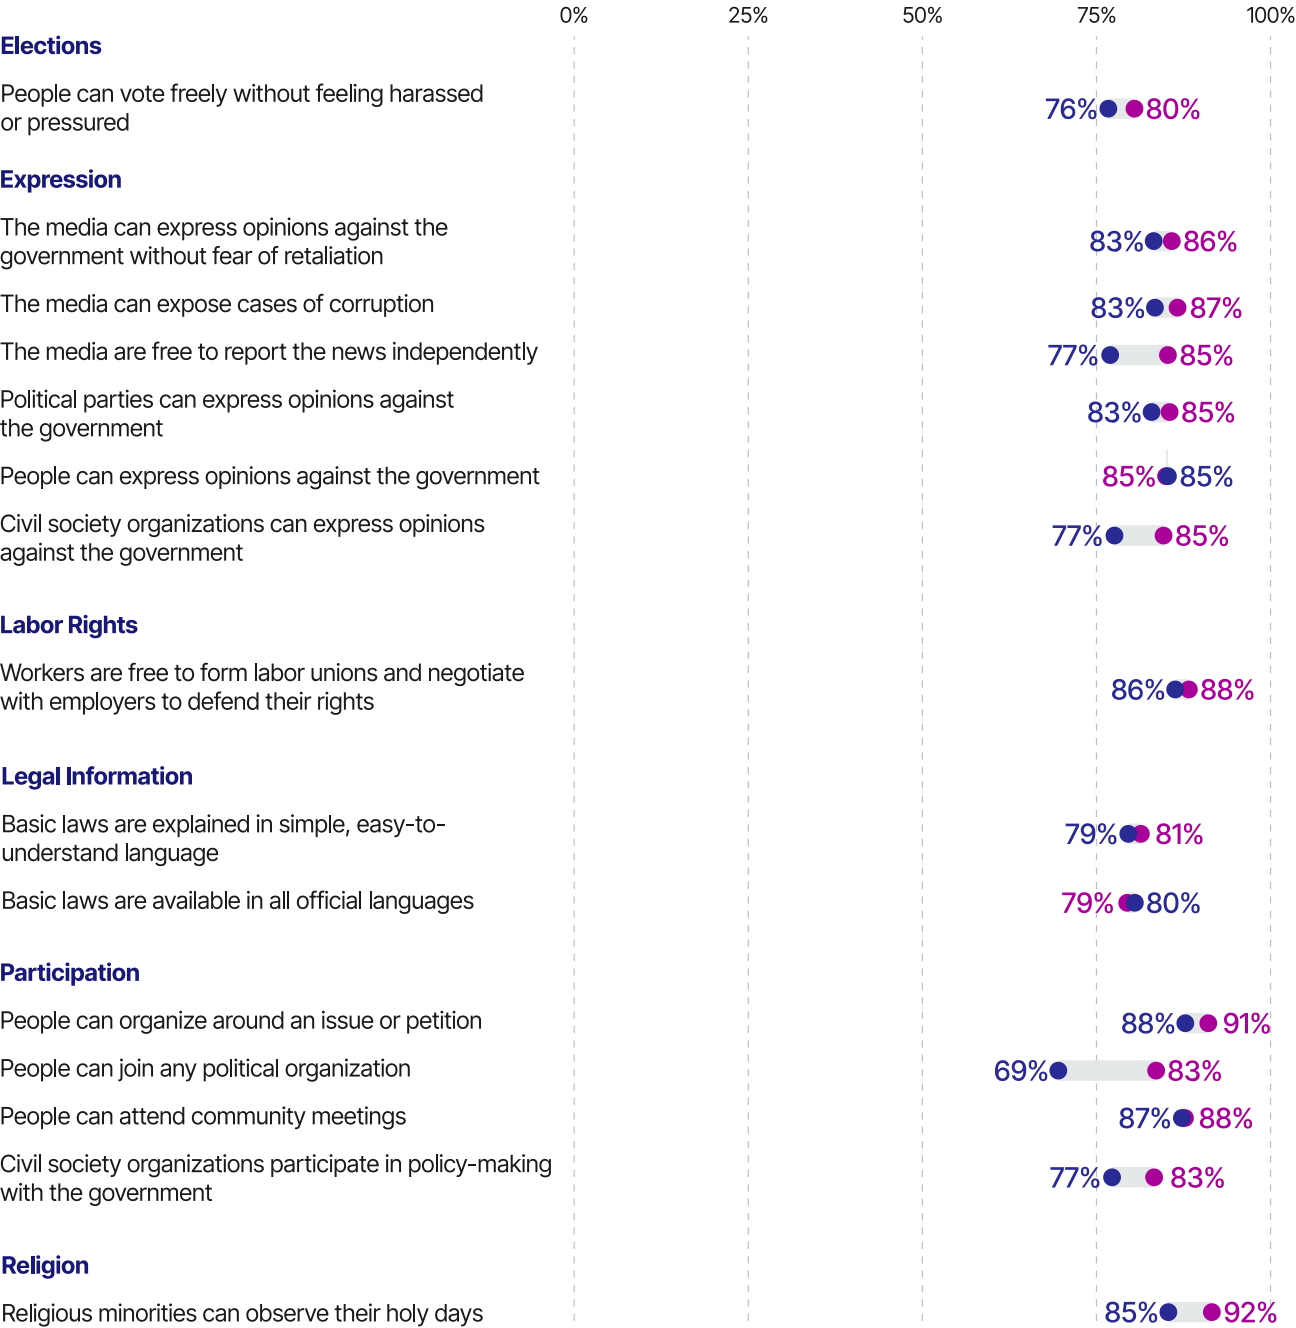 0% 25% 50% 75% 100%
Elections
People can vote freely without feeling harassed
or pressured
76% 80%
Expression
The media can express opinions against the
government without fear of retaliation
83% 86%
The media can expose cases of corruption
83% 87%
The media are free to report the news independently
77% 85%
Political parties can express opinions against
the government
83% 85%
People can express opinions against the government
85% 85%
Civil society organizations can express opinions
against the government
77% 85%
Labor Rights
Workers are free to form labor unions and negotiate
with employers to defend their rights
86% 88%
Legal Information
Basic laws are explained in simple, easy-to-
understand language
79% 81%
Basic laws are available in all official languages
79% 80%
Participation
People can organize around an issue or petition
88% 91%
People can join any political organization
69% 83%
People can attend community meetings
87% 88%
Civil society organizations participate in policy-making
with the government
77% 83%
Religion
Religious minorities can observe their holy days
85% 92%